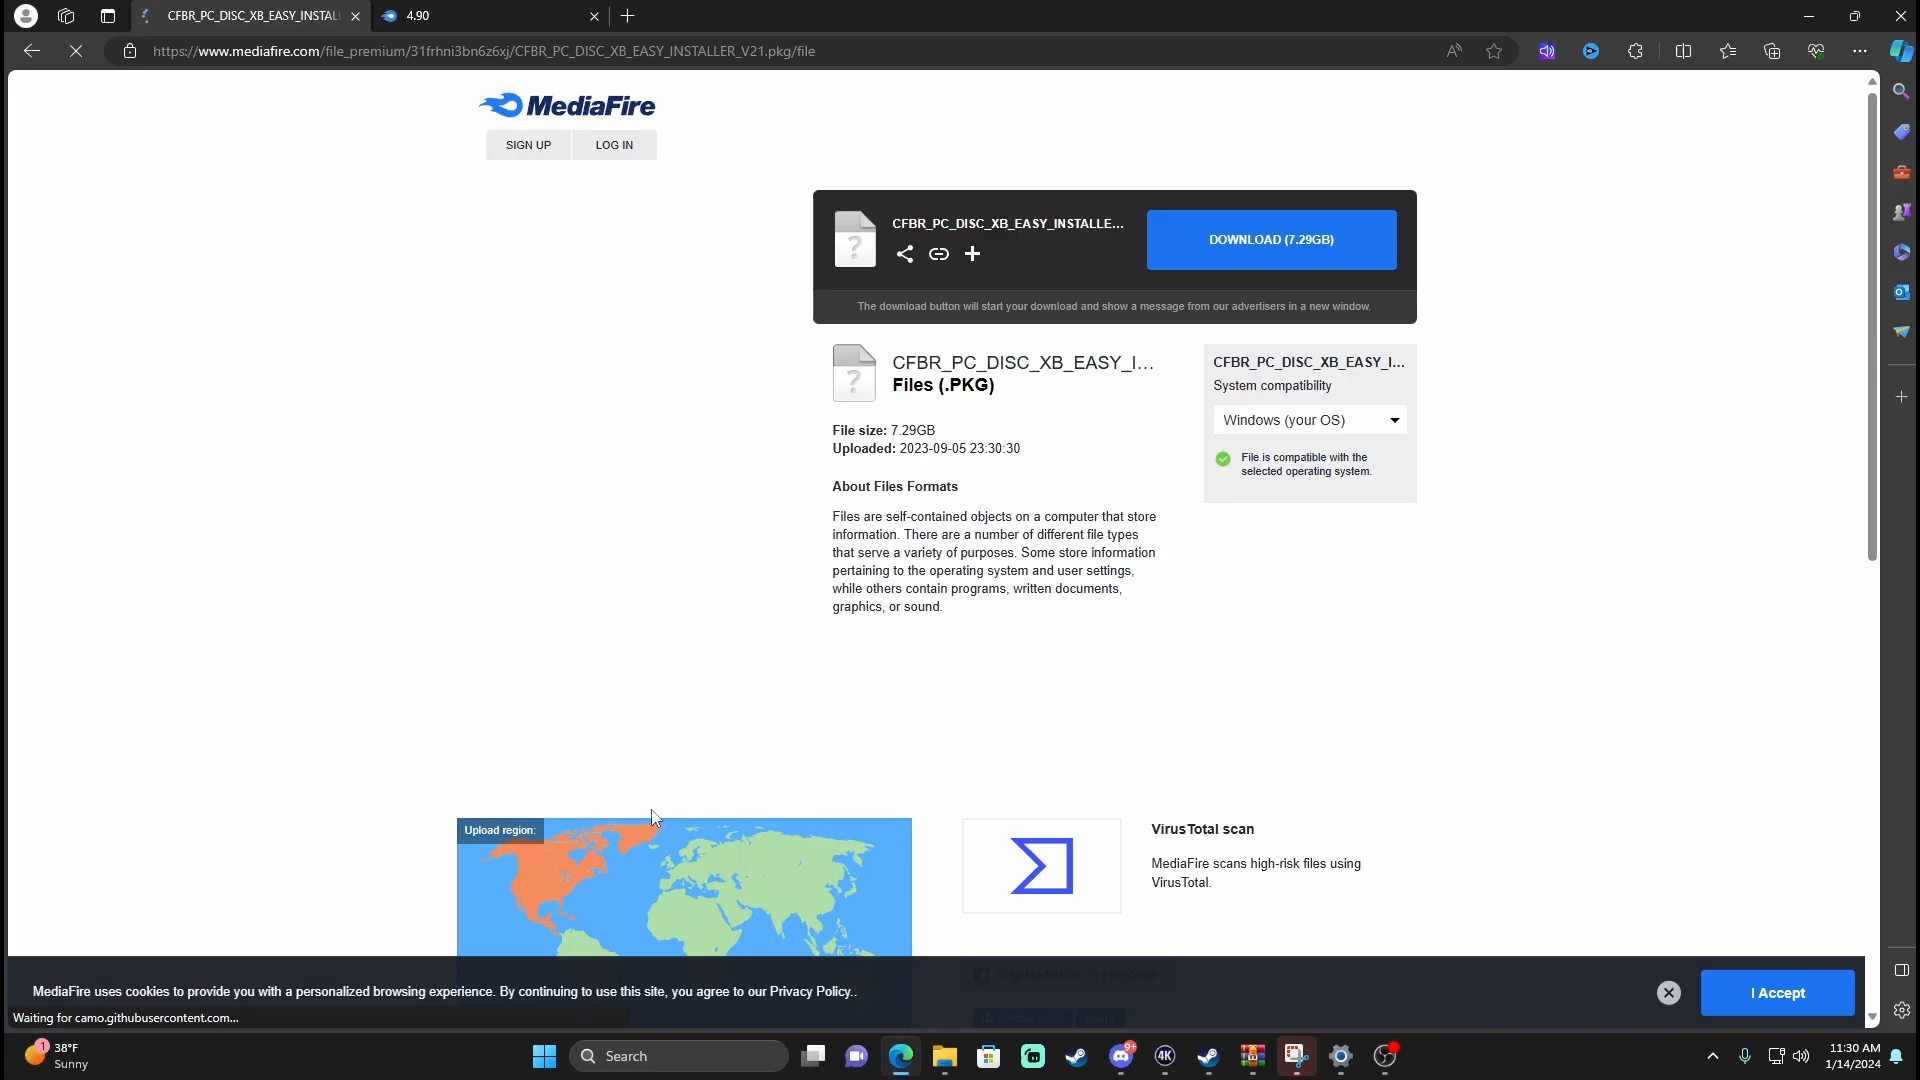 CFBR_PC_DISC_XB_EASY_INSTAL
4.90
https://www.mediafire.com/file_premium/31frhni3bn6z6xj/CFBR_PC_DISC_XB_EASY_INSTALLER_V21.pkg/file
MediaFire
SIGN UP
LOG IN
CFBR_PC_DISC_XB_EASY_INSTALLE...
DOWNLOAD (7.29GB)
The download button will start your download and show a message from our advertisers in a new window.
CFBR_PC_DISC_XB_EASY_I...
Files (.PKG)
File size: 7.29GB
Uploaded: 2023-09-05 23:30:30
About Files Formats
Files are self-contained objects on a computer that store
information. There are a number of different file types
that serve a variety of purposes. Some store information
pertaining to the operating system and user settings,
while others contain programs, written documents,
graphics, or sound.
CFBR_PC_DISC_XB_EASY_I...
System compatibility
Windows (your OS)
File is compatible with the
selected operating system.
Upload region:
VirusTotal scan
MediaFire scans high-risk files using
VirusTotal.
MediaFire uses cookies to provide you with a personalized browsing experience. By continuing to use this site, you agree to our Privacy Policy..
I Accept
Waiting for camo.githubusercontent.com...
1
38°F
Sunny
Search
9+
4K
11:30 AM
1/14/2024